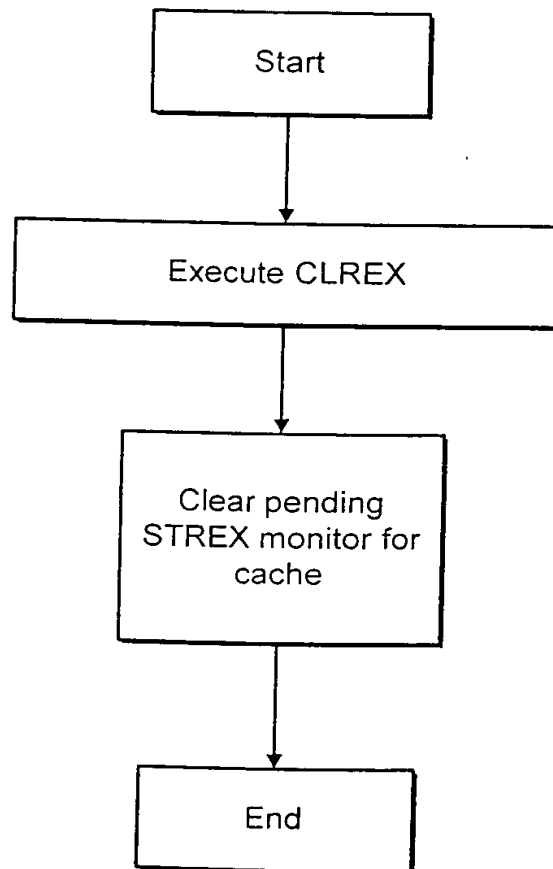 Start
Execute CLREX
Clear pending
STREX monitor for
cache
End